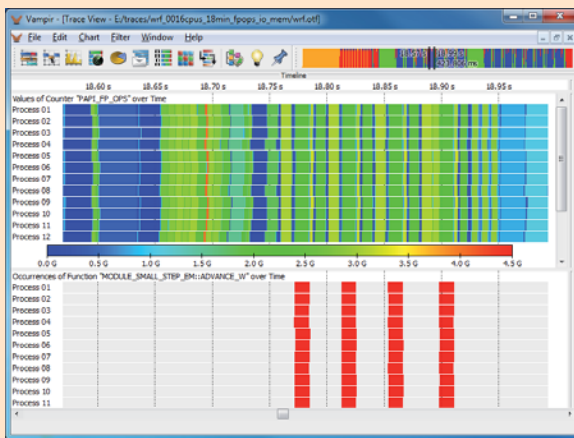 Vampir - [Trace View - E:/traces/wrf_0016cpus_18min_fpops_io_mem/wrf.otf]
File Edit Chart Filter Window Help
Timeline
18.60 s 18.65 s 18.70 s 18.75 s 18.80 s 18.85 s 18.90 s 18.95 s
Values of Counter "PAPI_FP_OPS" over Time
Process 01
Process 02
Process 03
Process 04
Process 05
Process 06
Process 07
Process 08
Process 09
Process 10
Process 11
Process 12
0.0 G 0.5 G 1.0 G 1.5 G 2.0 G 2.5 G 3.0 G 3.5 G 4.0 G 4.5 G
Occurrences of Function "MODULE_SMALL_STEP_EM::ADVANCE_W" over Time
Process 01
Process 02
Process 03
Process 04
Process 05
Process 06
Process 07
Process 08
Process 09
Process 10
Process 11